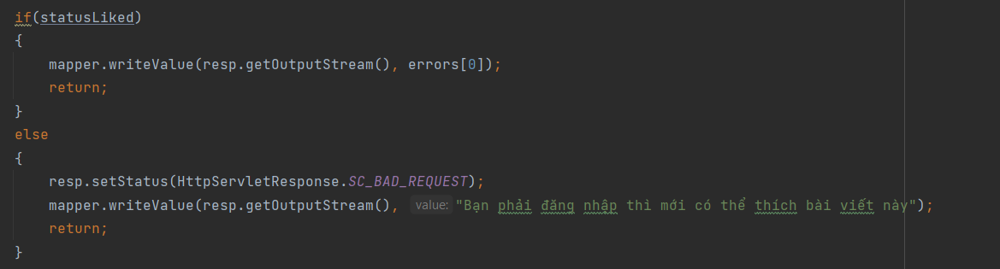 if(statusLiked)
{
mapper.writeValue(resp.getOutputStream(), errors[0]);
return;
}
else
{
resp.setStatus(HttpServletResponse.SC_BAD_REQUEST);
mapper.writeValue(resp.getOutputStream(), value: "Bạn phải đăng nhập thì mới có thể thích bài viết này");
return;
}